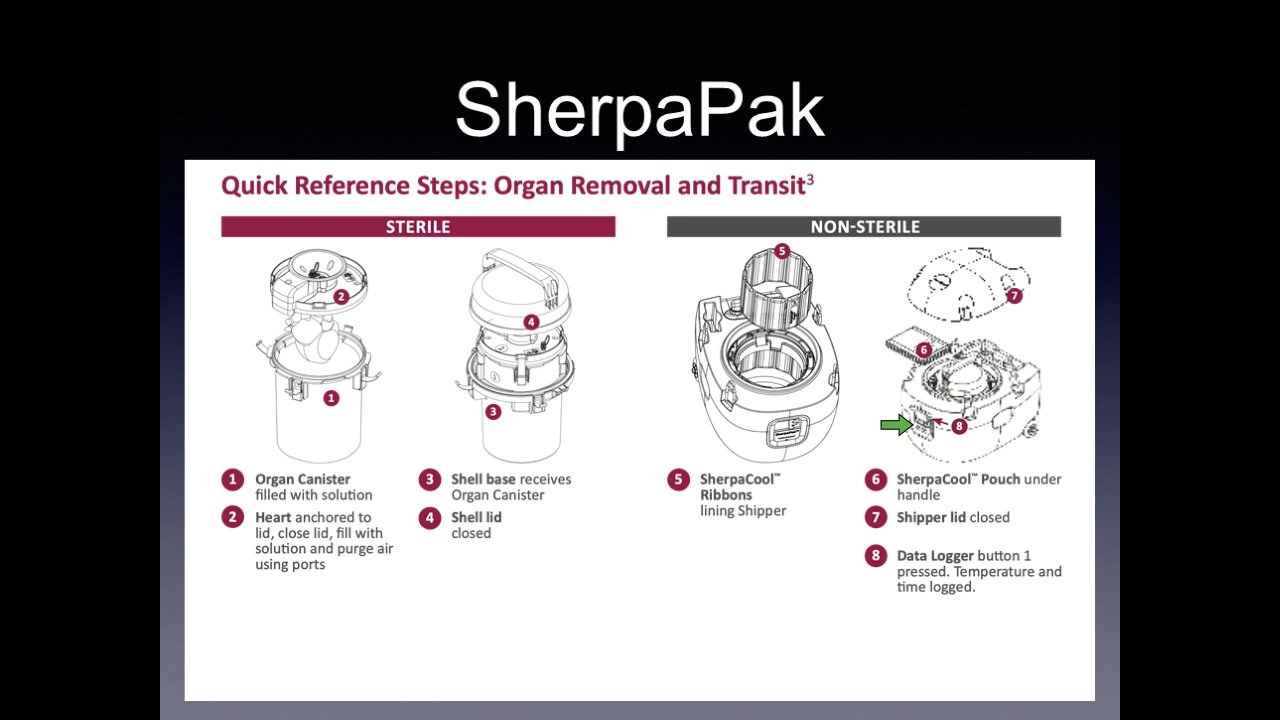 SherpaPak
Quick Reference Steps: Organ Removal and Transit3
STERILE
NON-STERILE
2
1
4
3
5
7
6
8
1 Organ Canister
filled with solution
2 Heart anchored to
lid, close lid, fill with
solution and purge air
using ports
3 Shell base receives
Organ Canister
4 Shell lid
closed
5 SherpaCool™
Ribbons
lining Shipper
6 SherpaCool™ Pouch under
handle
7 Shipper lid closed
8 Data Logger button 1
pressed. Temperature and
time logged.